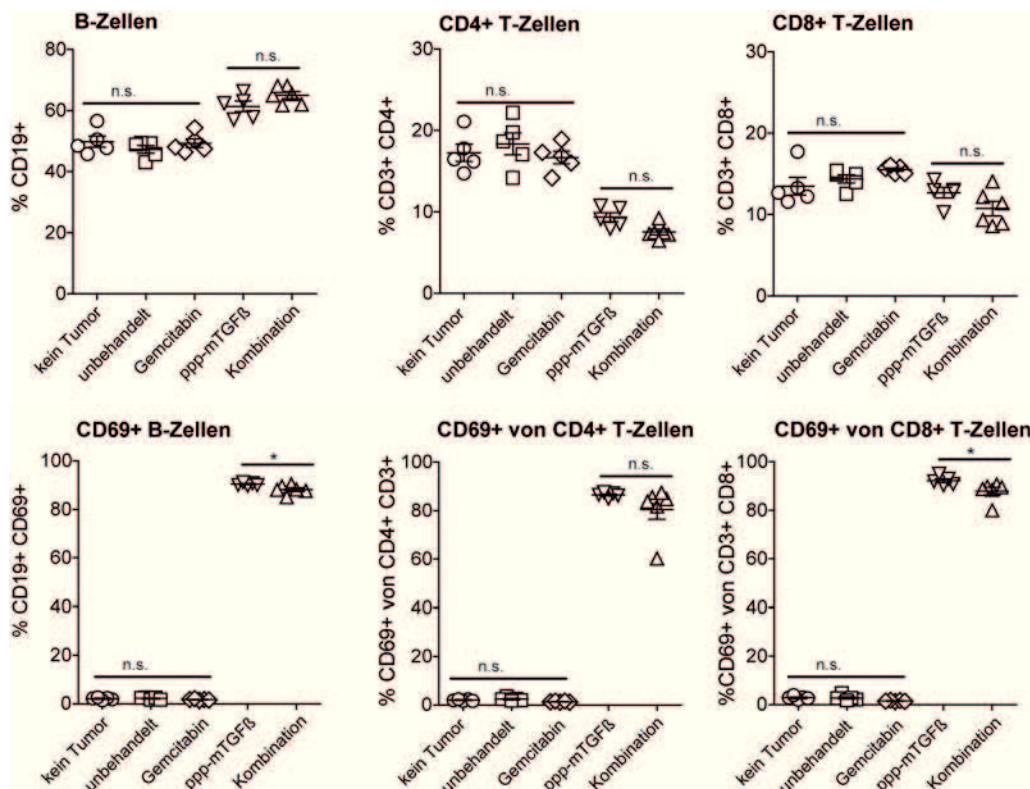 B-Zellen
% CD19+
80
60
40
20
0
n.s.
n.s.
kein Tumor
unbehandelt
Gemcitabin
ppp-mTGFß
Kombination
CD4+ T-Zellen
% CD3+ CD4+
30
20
10
0
n.s.
n.s.
kein Tumor
unbehandelt
Gemcitabin
ppp-mTGFß
Kombination
CD8+ T-Zellen
% CD3+ CD8+
30
20
10
0
n.s.
n.s.
kein Tumor
unbehandelt
Gemcitabin
ppp-mTGFß
Kombination
CD69+ B-Zellen
% CD19+ CD69+
100
80
60
40
20
0
n.s.
*
kein Tumor
unbehandelt
Gemcitabin
ppp-mTGFß
Kombination
CD69+ von CD4+ T-Zellen
% CD69+ von CD4+ CD3+
100
80
60
40
20
0
n.s.
n.s.
kein Tumor
unbehandelt
Gemcitabin
ppp-mTGFß
Kombination
CD69+ von CD8+ T-Zellen
%CD69+ von CD3+ CD8+
100
80
60
40
20
0
n.s.
*
kein Tumor
unbehandelt
Gemcitabin
ppp-mTGFß
Kombination